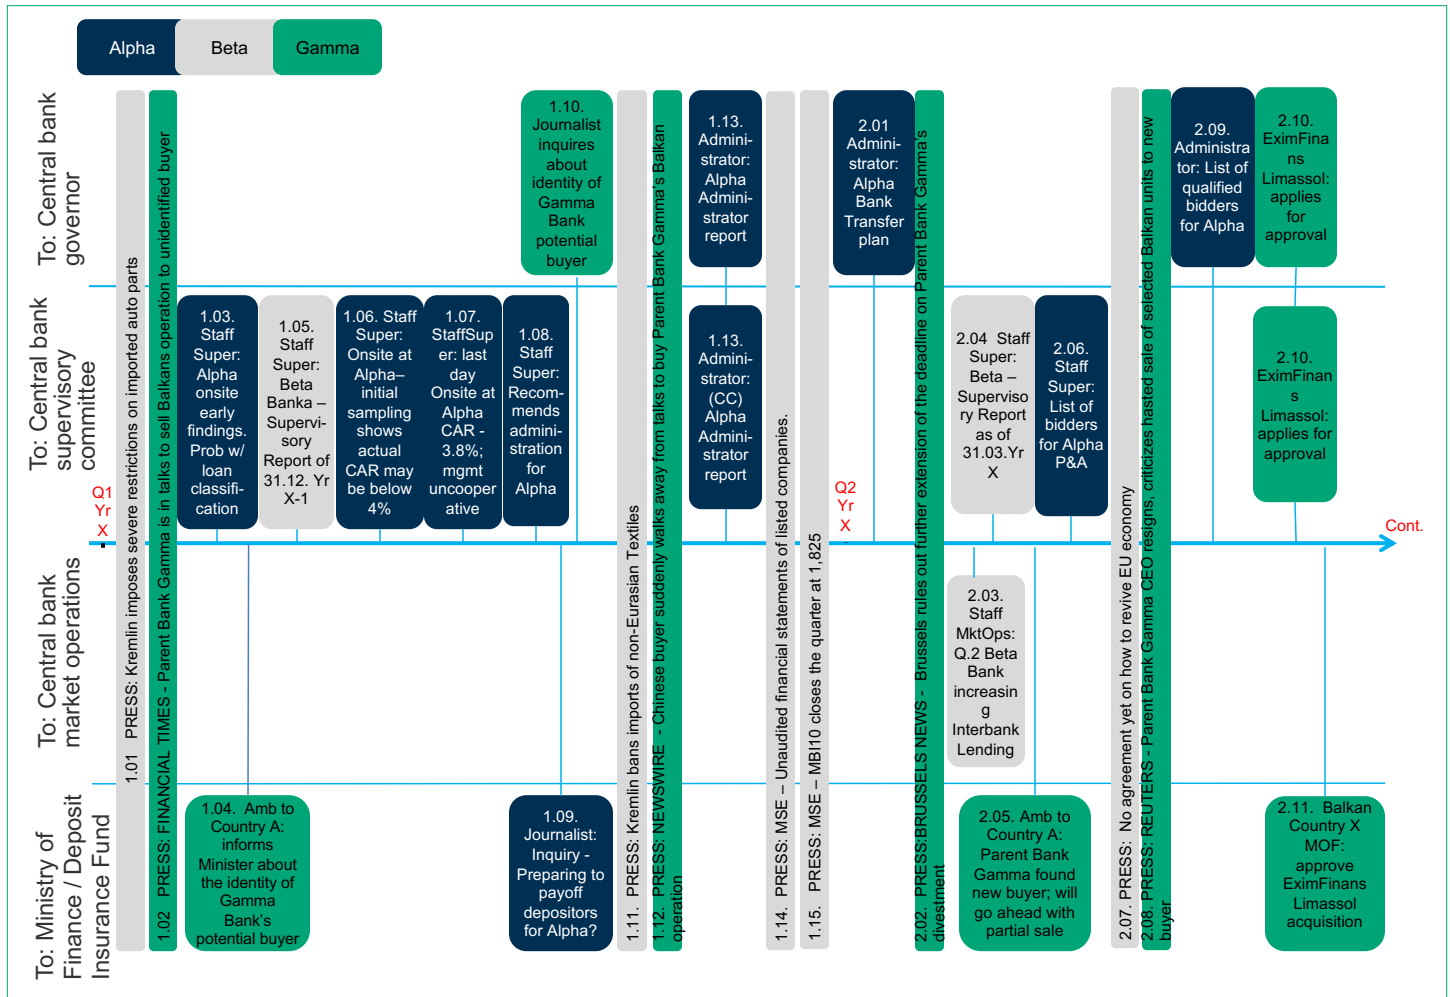 Alpha
Beta
Gamma
To: Central bank
governor
To: Central bank
supervisory
committee
To: Central bank
market operations
To: Ministry of
Finance / Deposit
Insurance Fund
Q1
Yr
X
1.01 PRESS: Kremlin imposes severe restrictions on imported auto parts
1.02 PRESS: FINANCIAL TIMES - Parent Bank Gamma is in talks to sell Balkans operation to unidentified buyer
1.03.
Staff
Super:
Alpha
onsite
early
findings.
Prob w/
loan
classifi-
cation
1.04. Amb to
Country A:
informs
Minister about
the identity of
Gamma
Bank's
potential buyer
1.05.
Staff
Super:
Beta
Banka –
Supervi-
sory
Report of
31.12. Yr
X-1
1.06. Staff
Super:
Onsite at
Alpha–
initial
sampling
shows
actual
CAR may
be below
4%
1.07.
StaffSup
er: last
day
Onsite at
Alpha
CAR -
3.8%;
mgmt
uncooper
ative
1.08.
Staff
Super:
Recom-
mends
admini-
stration
for
Alpha
1.09.
Journalist:
Inquiry -
Preparing to
payoff
depositors
for Alpha?
1.10.
Journalist
inquires
about
identity of
Gamma
Bank
potential
buyer
1.11. PRESS: Kremlin bans imports of non-Eurasian Textiles
1.12. PRESS: NEWSWIRE - Chinese buyer suddenly walks away from talks to buy Parent Bank Gamma's Balkan
operation
1.13.
Admini-
strator:
Alpha
Admini-
strator
report
1.13.
Admini-
strator:
(CC)
Alpha
Admini-
strator
report
1.14. PRESS: MSE – Unaudited financial statements of listed companies.
1.15. PRESS: MSE – MBI10 closes the quarter at 1,825
Q2
Yr
X
2.01
Admini-
strator:
Alpha
Bank
Transfer
plan
2.02. PRESS:BRUSSELS NEWS - Brussels rules out further extension of the deadline on Parent Bank Gamma's
divestment
2.03.
Staff
MktOps:
Q.2 Beta
Bank
increasin
g
Interbank
Lending
2.04 Staff
Super:
Beta –
Superviso
ry Report
as of
31.03.Yr
X
2.05. Amb to
Country A:
Parent Bank
Gamma found
new buyer; will
go ahead with
partial sale
2.06.
Staff
Super:
List of
bidders
for Alpha
P&A
2.07. PRESS: No agreement yet on how to revive EU economy
2.08. PRESS: REUTERS - Parent Bank Gamma CEO resigns, criticizes hasted sale of selected Balkan units to new
buyer
2.09.
Administra
tor: List of
qualified
bidders
for Alpha
2.10.
EximFina
ns
Limassol:
applies
for
approval
2.10.
EximFinan
s
Limassol:
applies for
approval
2.11. Balkan
Country X
MOF:
approve
EximFinans
Limassol
acquisition
Cont.